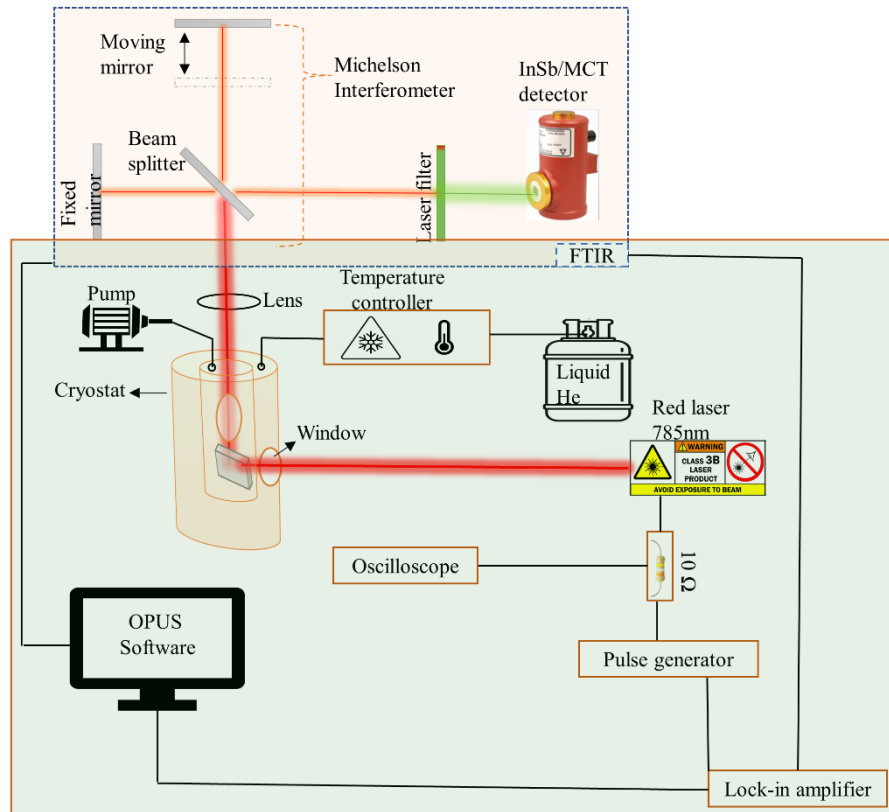 Moving
mirror
Michelson
Interferometer
InSb/MCT
detector
Beam
splitter
Fixed
mirror
Laser filter
FTIR
Pump
Lens
Temperature
controller
Liquid
He
Cryostat
Window
Red laser
785nm
WARNING
CLASS 3B
LASER
PRODUCT
AVOID EXPOSURE TO BEAM
Oscilloscope
10 Ω
OPUS
Software
Pulse generator
Lock-in amplifier